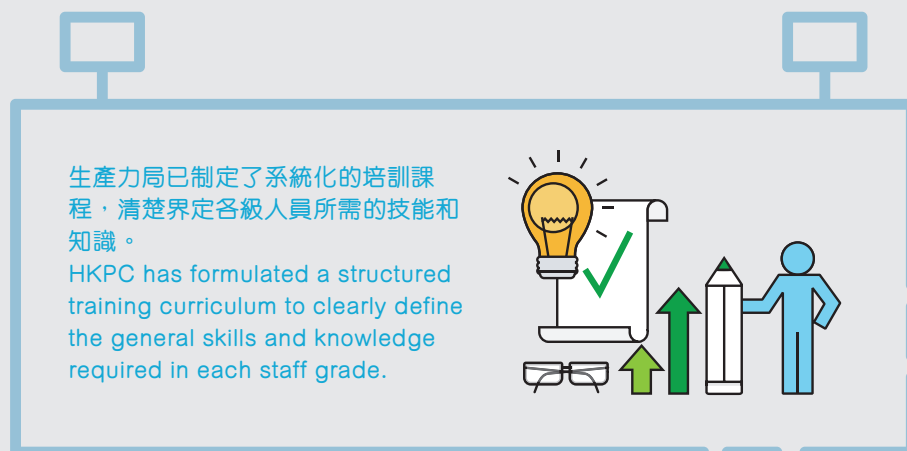 生產力局已制定了系統化的培訓課
程，清楚界定各級人員所需的技能和
知識。
HKPC has formulated a structured
training curriculum to clearly define
the general skills and knowledge
required in each staff grade.